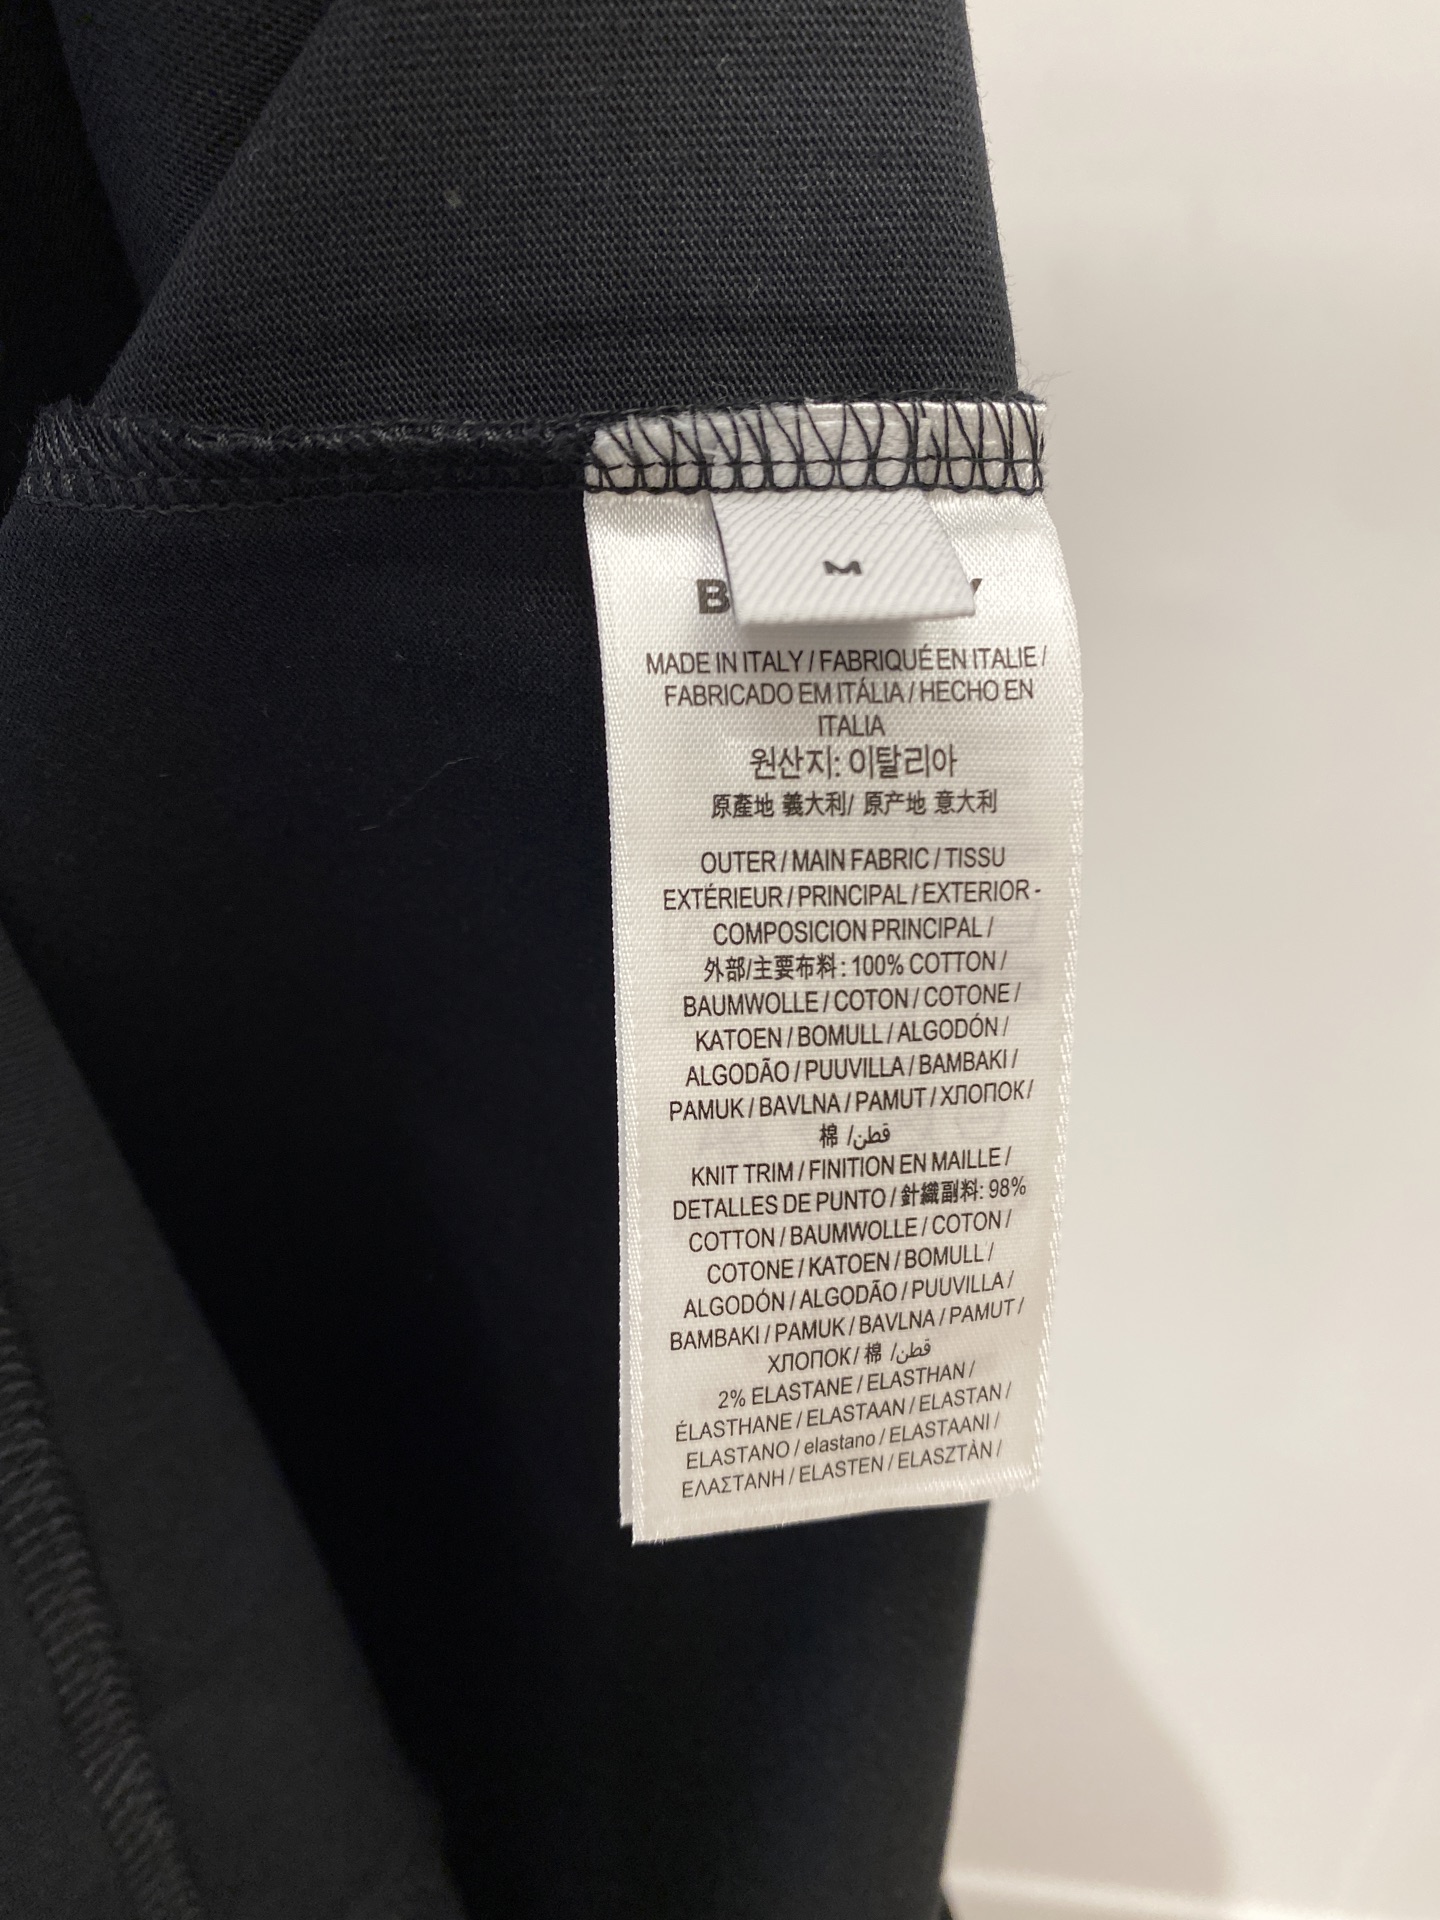 M
MADE IN ITALY / FABRIQUÉ EN ITALIE /
FABRICADO EM ITÁLIA / HECHO EN
ITALIA
원산지: 이탈리아
原產地 義大利/ 原产地 意大利
OUTER / MAIN FABRIC / TISSU
EXTÉRIEUR / PRINCIPAL / EXTERIOR -
COMPOSICION PRINCIPAL /
外部/主要布料: 100% COTTON /
BAUMWOLLE / COTON / COTONE /
KATOEN / BOMULL / ALGODÓN /
ALGODÃO / PUUVILLA / BAMBAKI /
PAMUK / BAVLNA / PAMUT / ХЛОПОК /
棉 /قطن
KNIT TRIM / FINITION EN MAILLE /
DETALLES DE PUNTO / 針織副料: 98%
COTTON / BAUMWOLLE / COTON /
COTONE / KATOEN / BOMULL /
ALGODÓN / ALGODÃO / PUUVILLA /
BAMBAKI / PAMUK / BAVLNA / PAMUT /
ХЛОПОК / 棉 /قطن
2% ELASTANE / ELASTHAN /
ÉLASTHANE / ELASTAAN / ELASTAN /
ELASTANO / elastano / ELASTAANI /
ΕΛΑΣΤΑΝΗ / ELASTEN / ELASZTÀN /